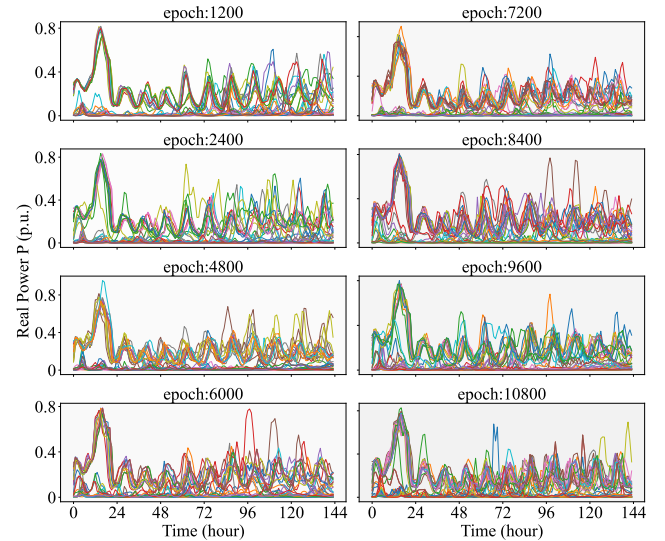 epoch:1200
epoch:7200
0.8
0.4
0
epoch:2400
epoch:8400
0.8
0.4
0
epoch:4800
epoch:9600
0.8
0.4
0
epoch:6000
epoch:10800
0.8
0.4
0
Real Power P (p.u.)
0 24 48 72 96 120 144
0 24 48 72 96 120 144
Time (hour)
Time (hour)